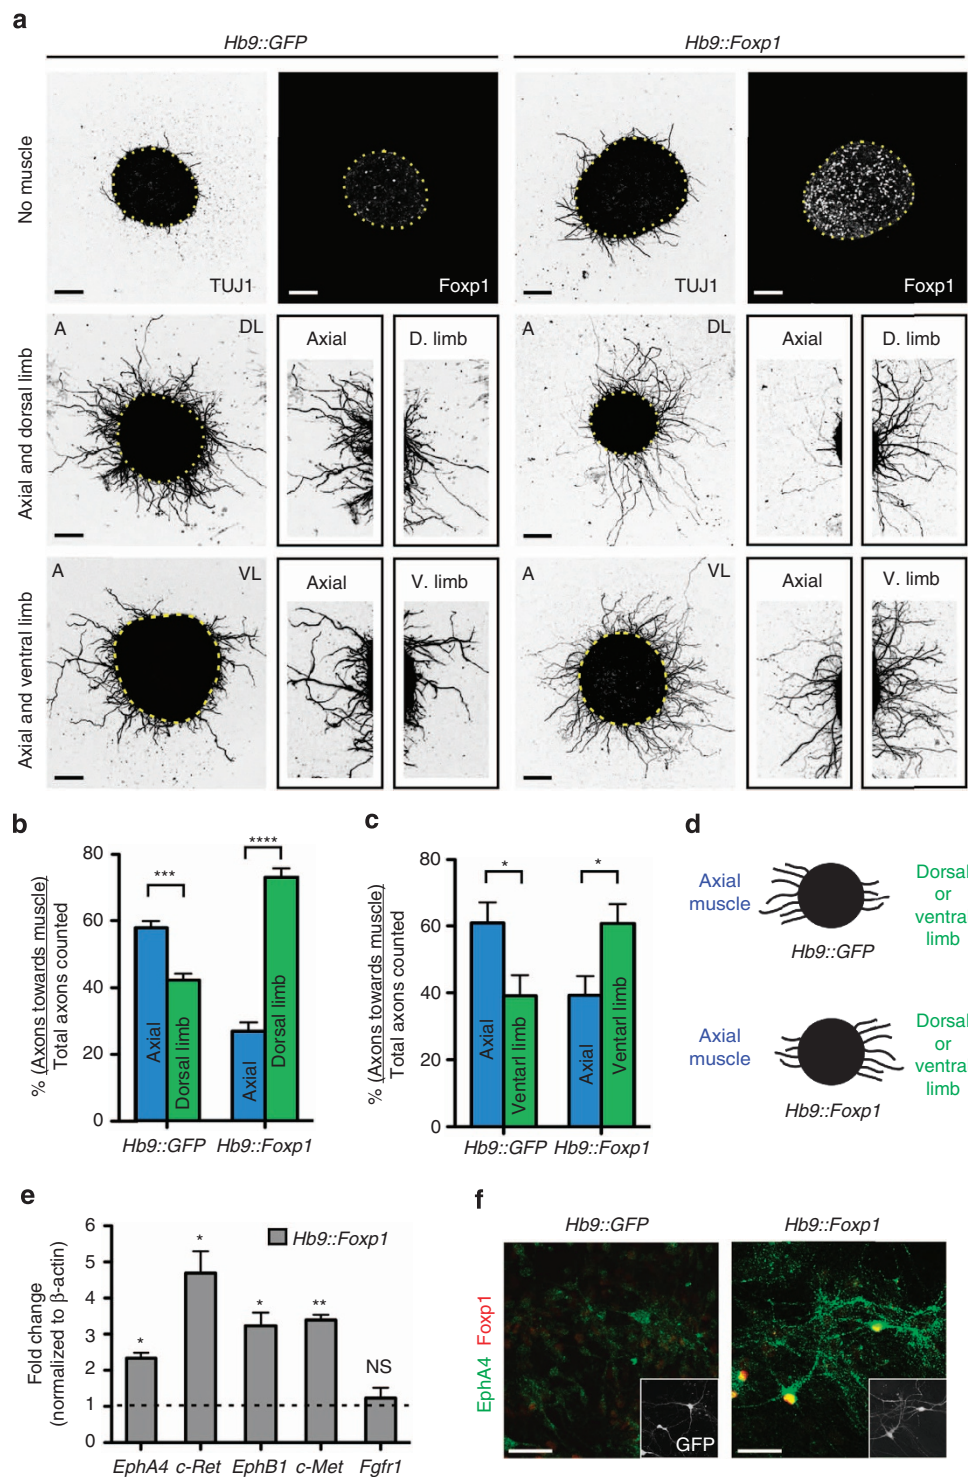 a
Hb9::GFP
Hb9::Foxp1
No muscle
TUJ1
Foxp1
TUJ1
Foxp1
Axial and dorsal limb
A
DL
Axial
D. limb
A
DL
Axial
D. limb
Axial and ventral limb
A
VL
Axial
V. limb
A
VL
Axial
V. limb
b
% (Axons towards muscle)
Total axons counted
80
60
40
20
0
***
****
Axial
Dorsal limb
Axial
Dorsal limb
Hb9::GFP
Hb9::Foxp1
c
% (Axons towards muscle)
Total axons counted
80
60
40
20
0
*
*
Axial
Ventarl limb
Axial
Ventarl limb
Hb9::GFP
Hb9::Foxp1
d
Axial
muscle
Dorsal
or
ventra
limb
Hb9::GFP
Axial
muscle
Dorsal
or
ventra
limb
Hb9::Foxp1
e
Fold change
(normalized to β-actin)
6
5
4
3
2
1
0
Hb9::Foxp1
*
*
*
**
NS
EphA4
c-Ret
EphB1
c-Met
Fgfr1
f
Hb9::GFP
Hb9::Foxp1
EphA4 Foxp1
GFP